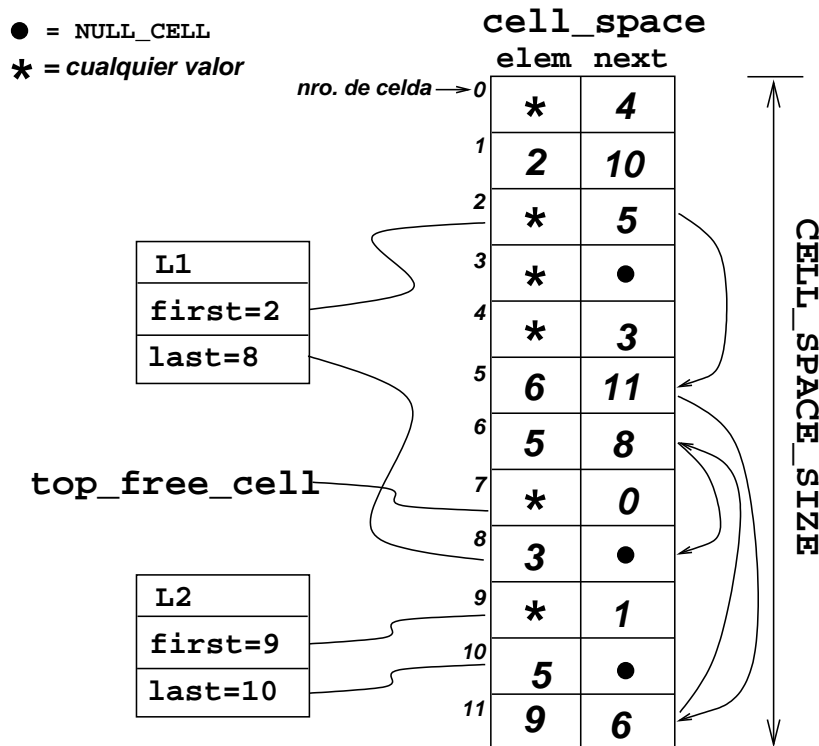 ● = NULL_CELL
* = cualquier valor
cell_space
elem next
nro. de celda
0 * 4
1 2 10
2 * 5
3 * ●
4 * 3
5 6 11
6 5 8
7 * 0
8 3 ●
9 * 1
10 5 ●
11 9 6
L1
first=2
last=8
top_free_cell
L2
first=9
last=10
CELL_SPACE_SIZE